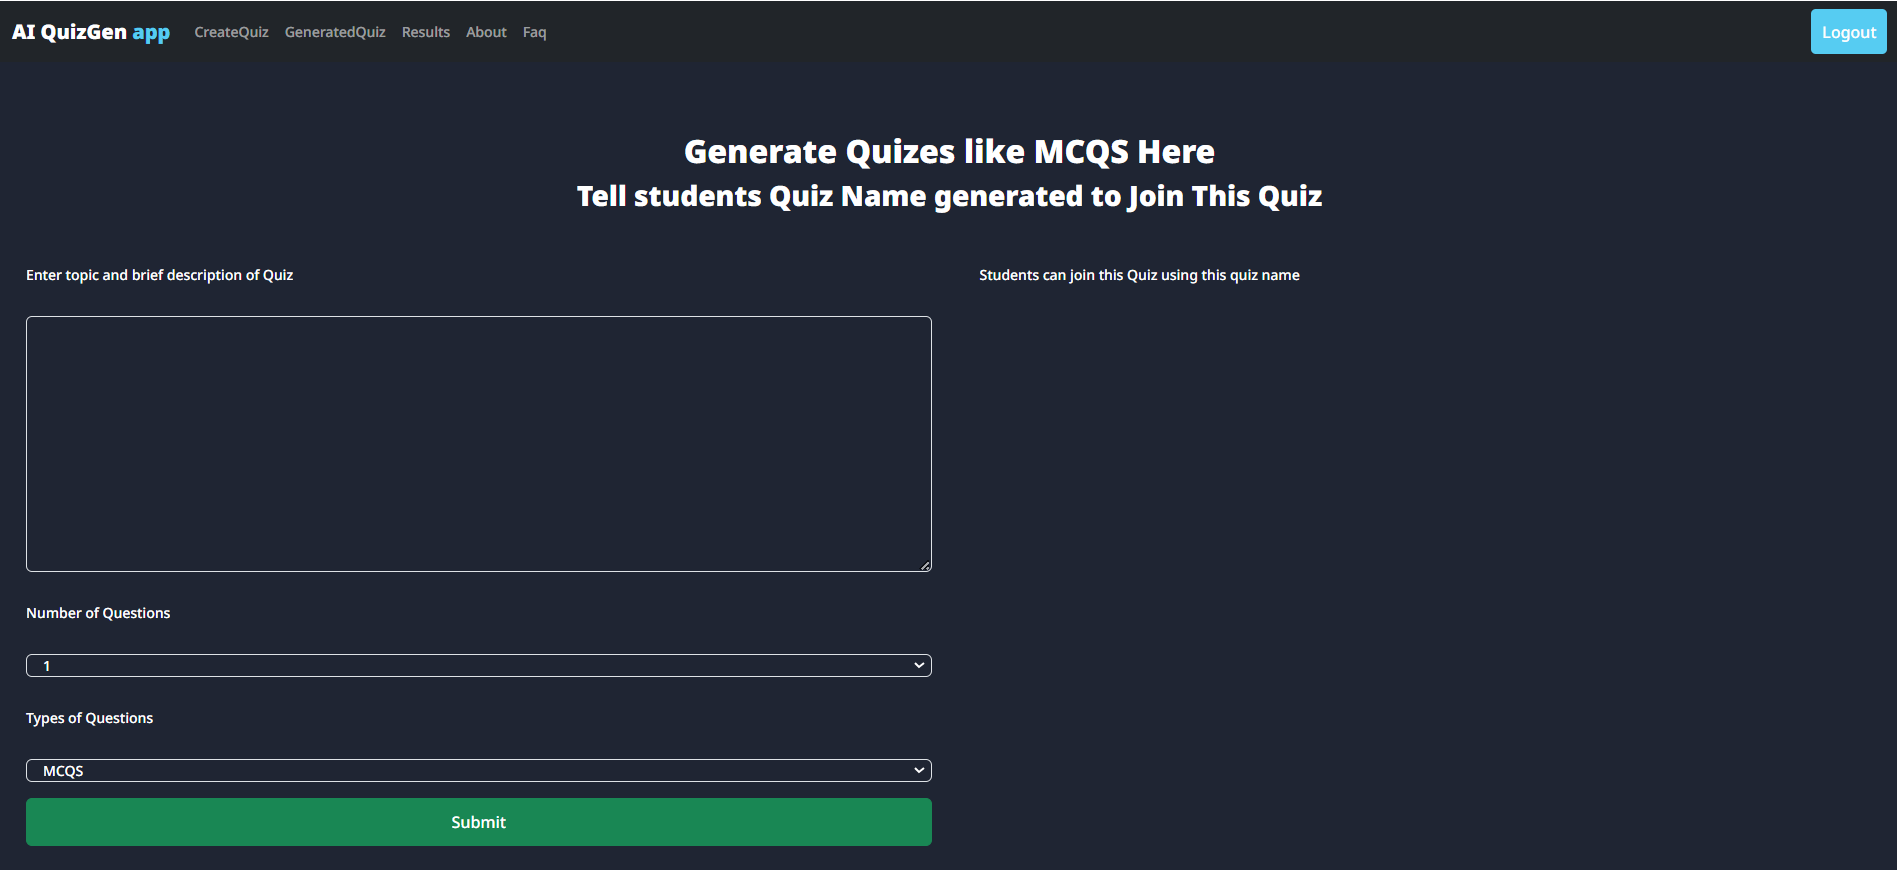 AI QuizGen app CreateQuiz GeneratedQuiz Results About Faq Logout
Generate Quizes like MCQS Here
Tell students Quiz Name generated to Join This Quiz
Enter topic and brief description of Quiz
Students can join this Quiz using this quiz name
Number of Questions
1
Types of Questions
MCQS
Submit